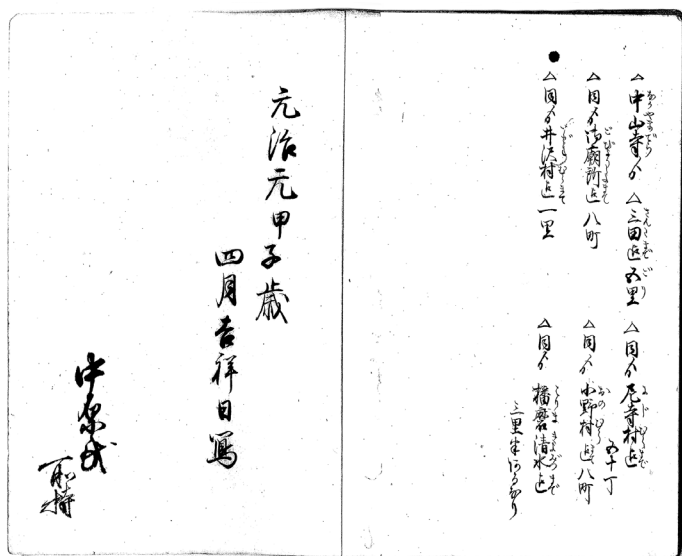 △中山寺ゟ△三田迄五里
△同ゟ尼寺村迄
五十丁
△同ゟ御廟所迄八町
△同ゟ小野村迄八町
△同ゟ井沢村迄一里
△同ゟ播磨清水迄
三里半
元治元甲子歳
四月吉祥日寫
中原氏
所持